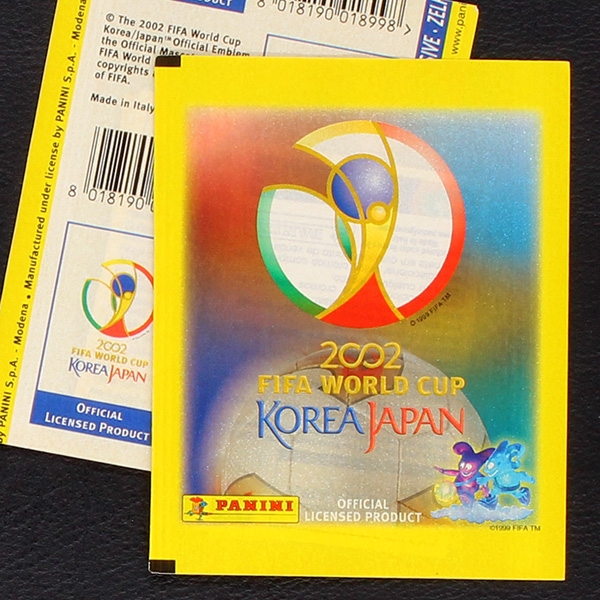 © The 2002 FIFA World Cup
Korea/Japan™ Official Emblem
the Official Mas
FIFA World
copyrights
of FIFA.
Made in Italy
8 018190 018998 >
8 018190
www.pan
by PANINI S.p.A. - Modena • Manufactured under license by PANINI S.p.A. - Modena
2002
FIFA WORLD CUP
KOREA JAPAN
OFFICIAL
LICENSED PRODUCT
© 1999 FIFA TM
2002
FIFA WORLD CUP
KOREA JAPAN
PANINI
OFFICIAL
LICENSED PRODUCT
©1999 FIFA TM